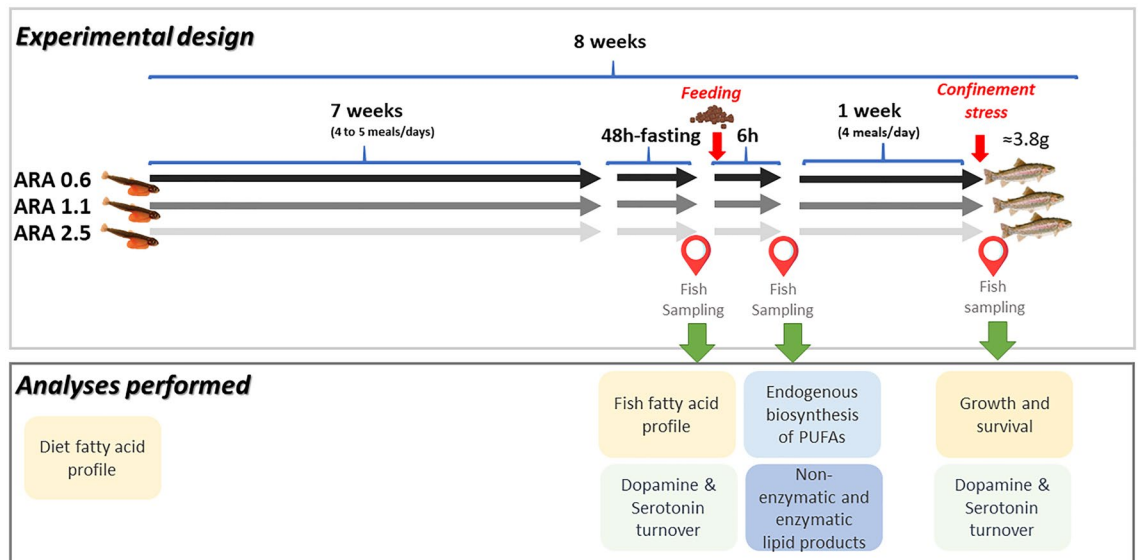 Experimental design
8 weeks
7 weeks
(4 to 5 meals/days)
48h-fasting
Feeding
6h
1 week
(4 meals/day)
Confinement
stress
≈3.8g
ARA 0.6
ARA 1.1
ARA 2.5
Fish
Sampling
Fish
Sampling
Fish
sampling
Analyses performed
Diet fatty acid
profile
Fish fatty acid
profile
Endogenous
biosynthesis
of PUFAs
Growth and
survival
Dopamine &
Serotonin
turnover
Non-
enzymatic and
enzymatic
lipid products
Dopamine &
Serotonin
turnover